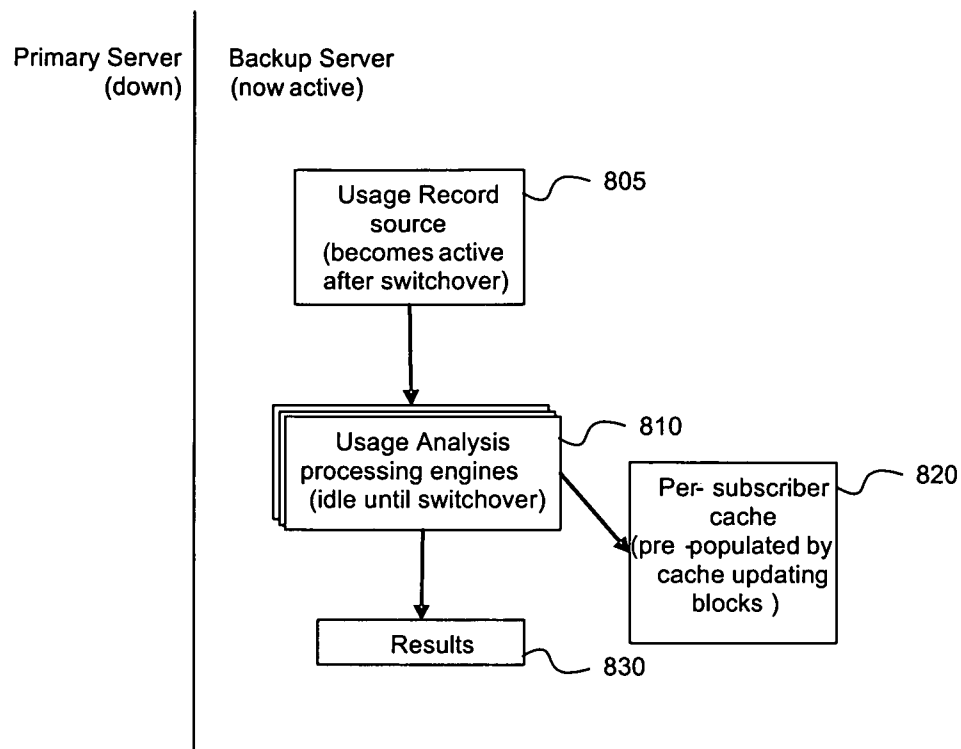 Primary Server
(down)
Backup Server
(now active)
Usage Record
source
(becomes active
after switchover)
805
Usage Analysis
processing engines
(idle until switchover)
810
Per- subscriber
cache
(pre -populated by
cache updating
blocks )
820
Results
830